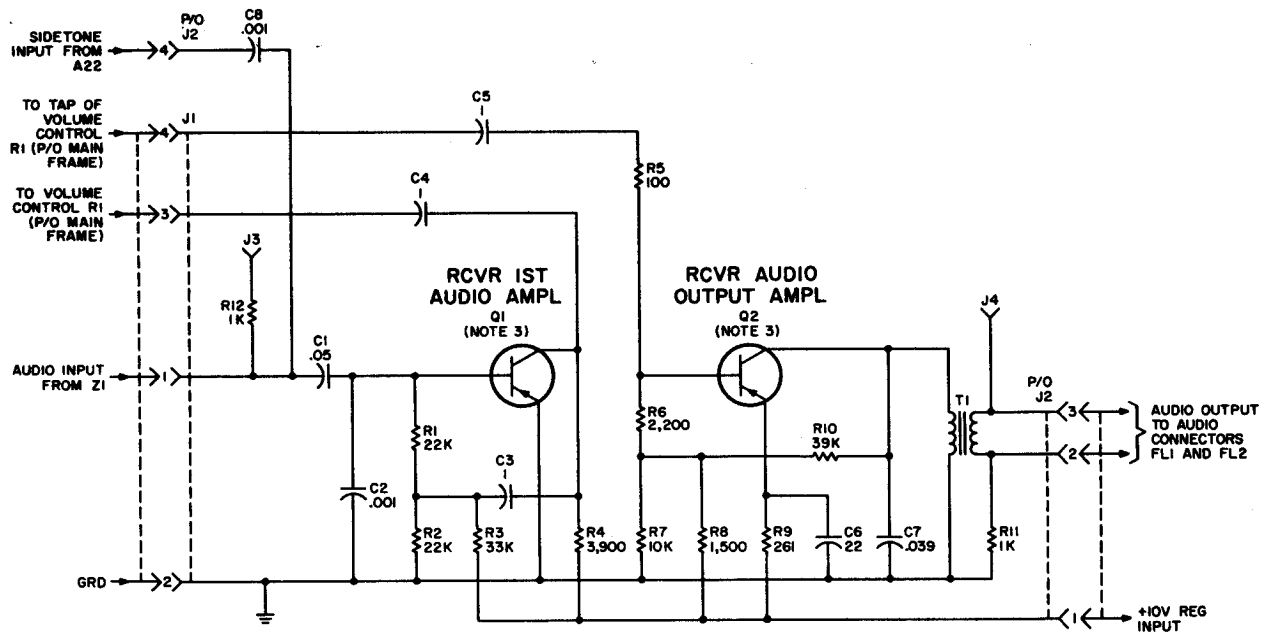 SIDETONE
INPUT FROM
A22
4
P/O
J2
C8
.001
TO TAP OF
VOLUME
CONTROL
R1 (P/O MAIN
FRAME)
4
J1
C5
1
R5
100
TO VOLUME
CONTROL R1
(P/O MAIN
FRAME)
3
C4
1
J3
R12
1K
RCVR 1ST
AUDIO AMPL
Q1
(NOTE 3)
RCVR AUDIO
OUTPUT AMPL
Q2
(NOTE 3)
J4
AUDIO INPUT
FROM Z1
1
C1
.05
R1
22K
R6
2,200
R10
39K
T1
P/O
J2
3
2
AUDIO OUTPUT
TO AUDIO
CONNECTORS
FL1 AND FL2
C2
.001
C3
1
R2
22K
R3
33K
R4
3,900
R7
10K
R8
1,500
R9
261
C6
22
C7
.039
R11
1K
GRD
2
1
+10V REG
INPUT